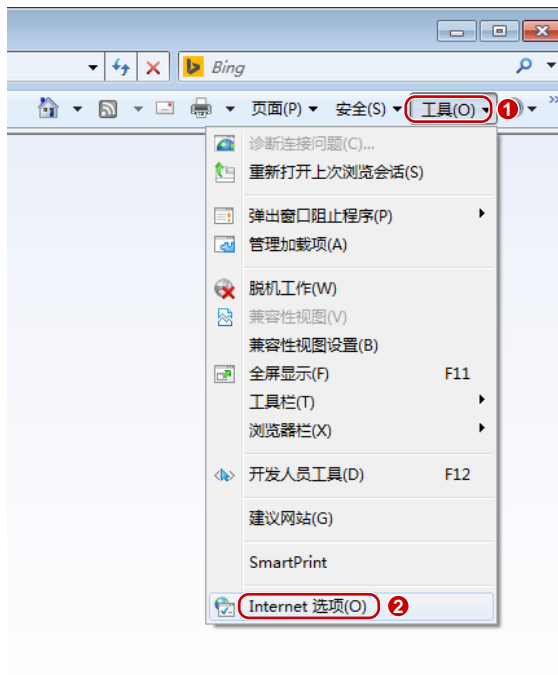 Bing
页面(P) 安全(S) 工具(O) 1
诊断连接问题(C)...
重新打开上次浏览会话(S)
弹出窗口阻止程序(P)
管理加载项(A)
脱机工作(W)
兼容性视图(V)
兼容性视图设置(B)
全屏显示(F) F11
工具栏(T)
浏览器栏(X)
开发人员工具(D) F12
建议网站(G)
SmartPrint
Internet 选项(O) 2